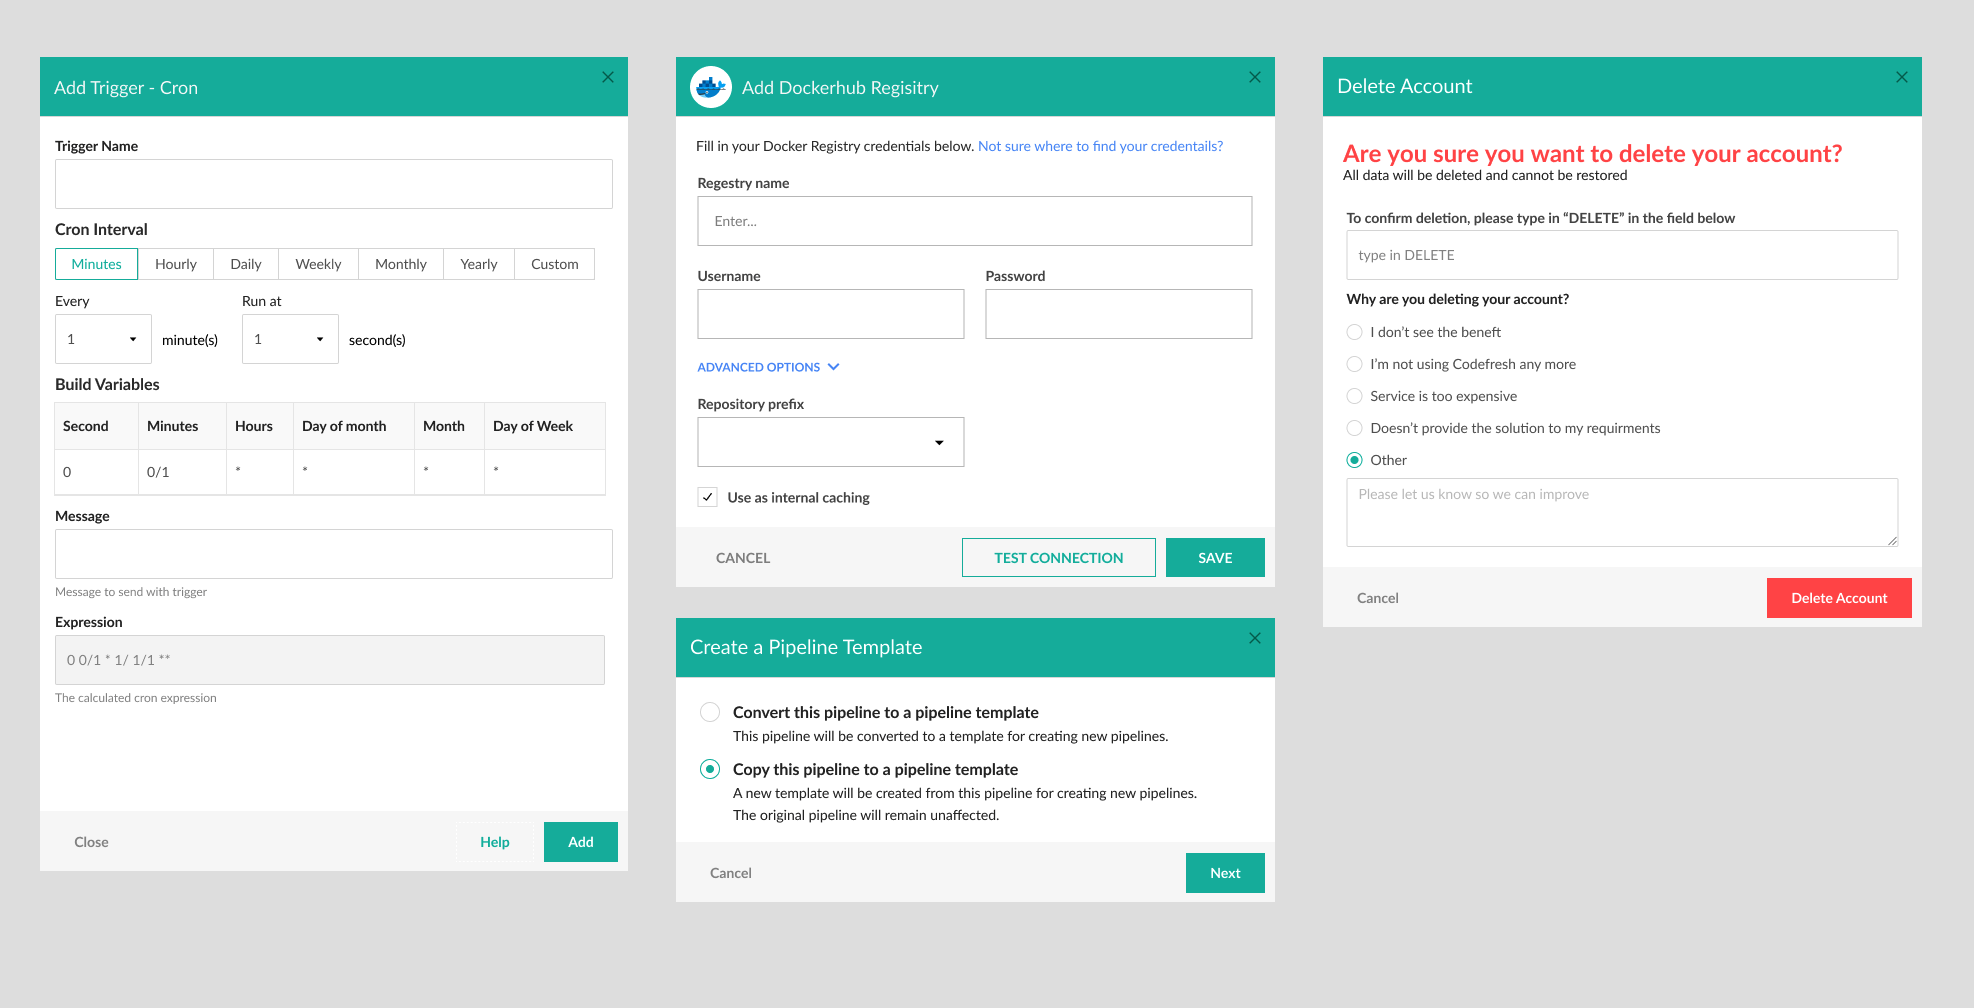 Add Trigger - Cron
Trigger Name
Cron Interval
Minutes Hourly Daily Weekly Monthly Yearly Custom
Every Run at
1 minute(s) 1 second(s)
Build Variables
Second Minutes Hours Day of month Month Day of Week
0 0/1 * * * *
Message
Message to send with trigger
Expression
0 0/1 * 1/ 1/1 **
The calculated cron expression
Close Help Add
Add Dockerhub Regisitry
Fill in your Docker Registry credentials below. Not sure where to find your credentails?
Regestry name
Enter...
Username Password
ADVANCED OPTIONS
Repository prefix
Use as internal caching
CANCEL TEST CONNECTION SAVE
Create a Pipeline Template
Convert this pipeline to a pipeline template
This pipeline will be converted to a template for creating new pipelines.
Copy this pipeline to a pipeline template
A new template will be created from this pipeline for creating new pipelines.
The original pipeline will remain unaffected.
Cancel Next
Delete Account
Are you sure you want to delete your account?
All data will be deleted and cannot be restored
To confirm deletion, please type in “DELETE” in the field below
type in DELETE
Why are you deleting your account?
I don’t see the beneft
I’m not using Codefresh any more
Service is too expensive
Doesn’t provide the solution to my requirments
Other
Please let us know so we can improve
Cancel Delete Account